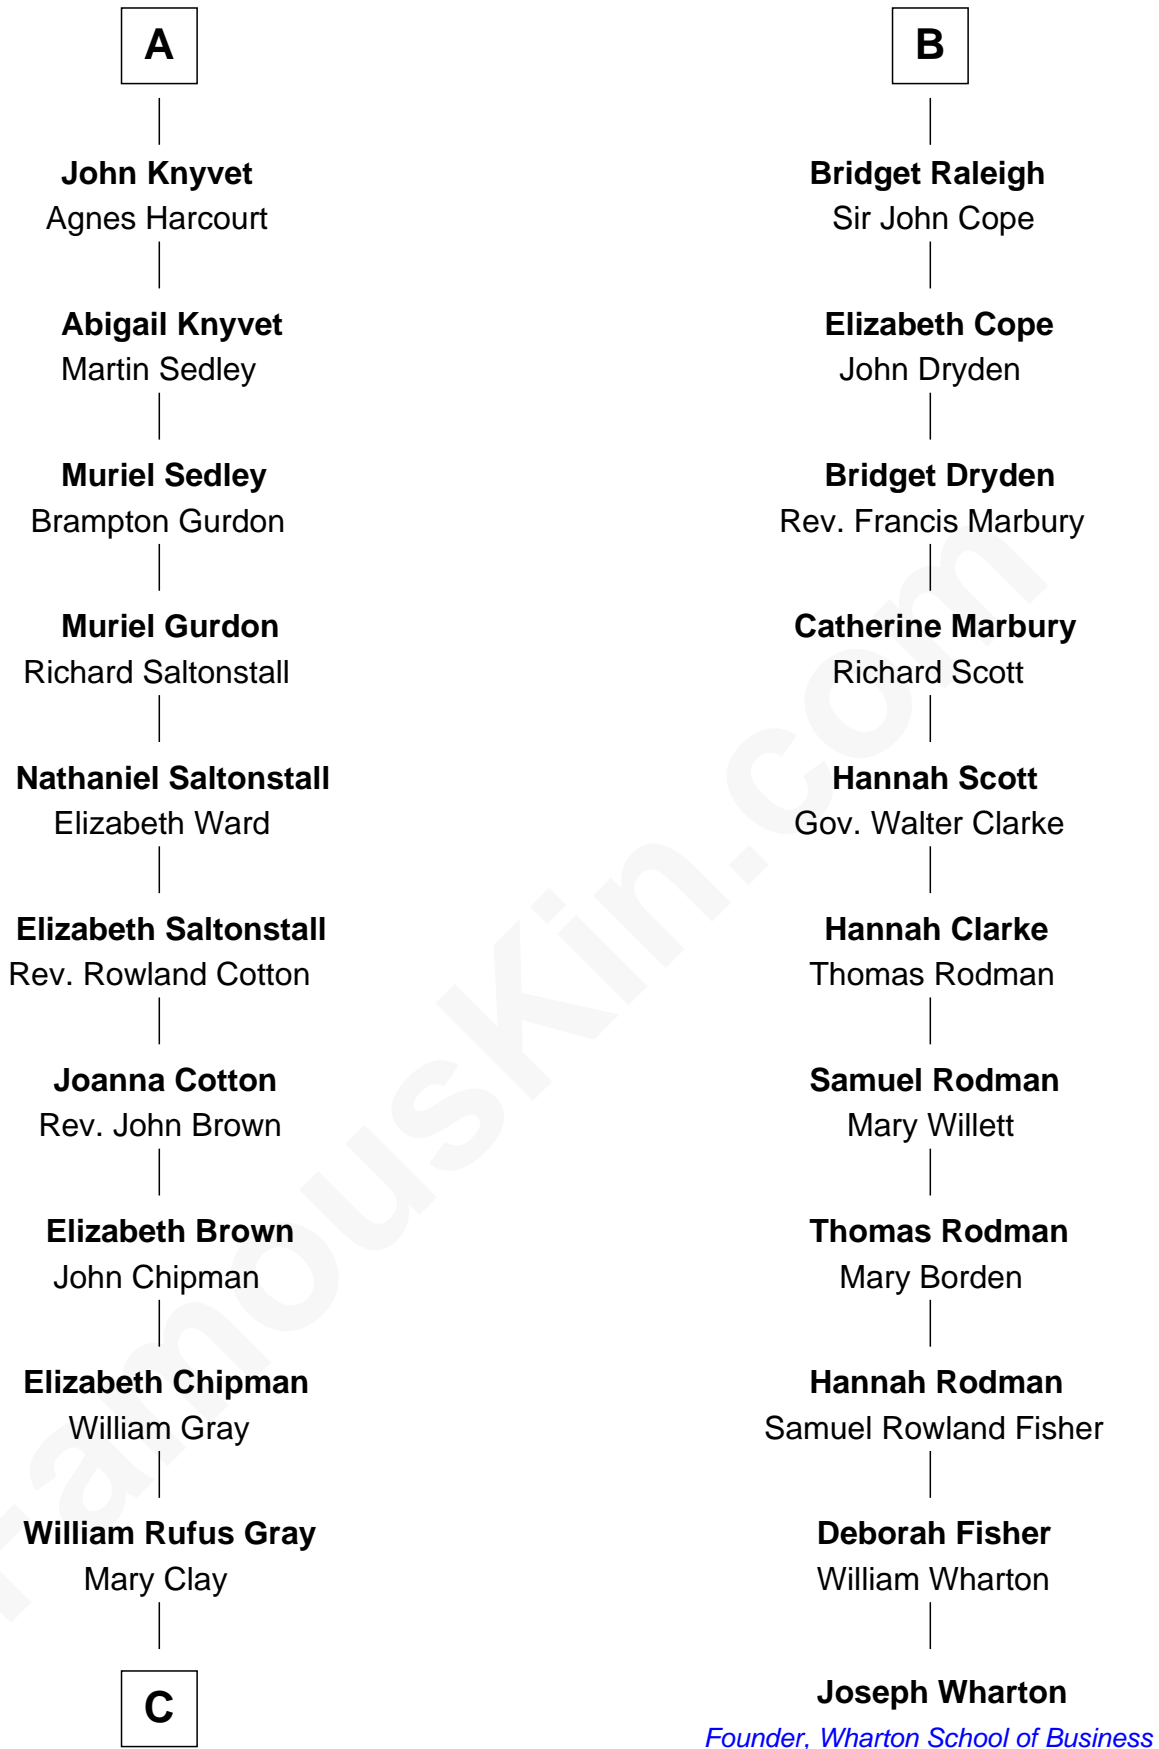 A
John Knyvet
Agnes Harcourt
Abigail Knyvet
Martin Sedley
Muriel Sedley
Brampton Gurdon
Muriel Gurdon
Richard Saltonstall
Nathaniel Saltonstall
Elizabeth Ward
Elizabeth Saltonstall
Rev. Rowland Cotton
Joanna Cotton
Rev. John Brown
Elizabeth Brown
John Chipman
Elizabeth Chipman
William Gray
William Rufus Gray
Mary Clay
C
B
Bridget Raleigh
Sir John Cope
Elizabeth Cope
John Dryden
Bridget Dryden
Rev. Francis Marbury
Catherine Marbury
Richard Scott
Hannah Scott
Gov. Walter Clarke
Hannah Clarke
Thomas Rodman
Samuel Rodman
Mary Willett
Thomas Rodman
Mary Borden
Hannah Rodman
Samuel Rowland Fisher
Deborah Fisher
William Wharton
Joseph Wharton
Founder, Wharton School of Business
FamousKin.com